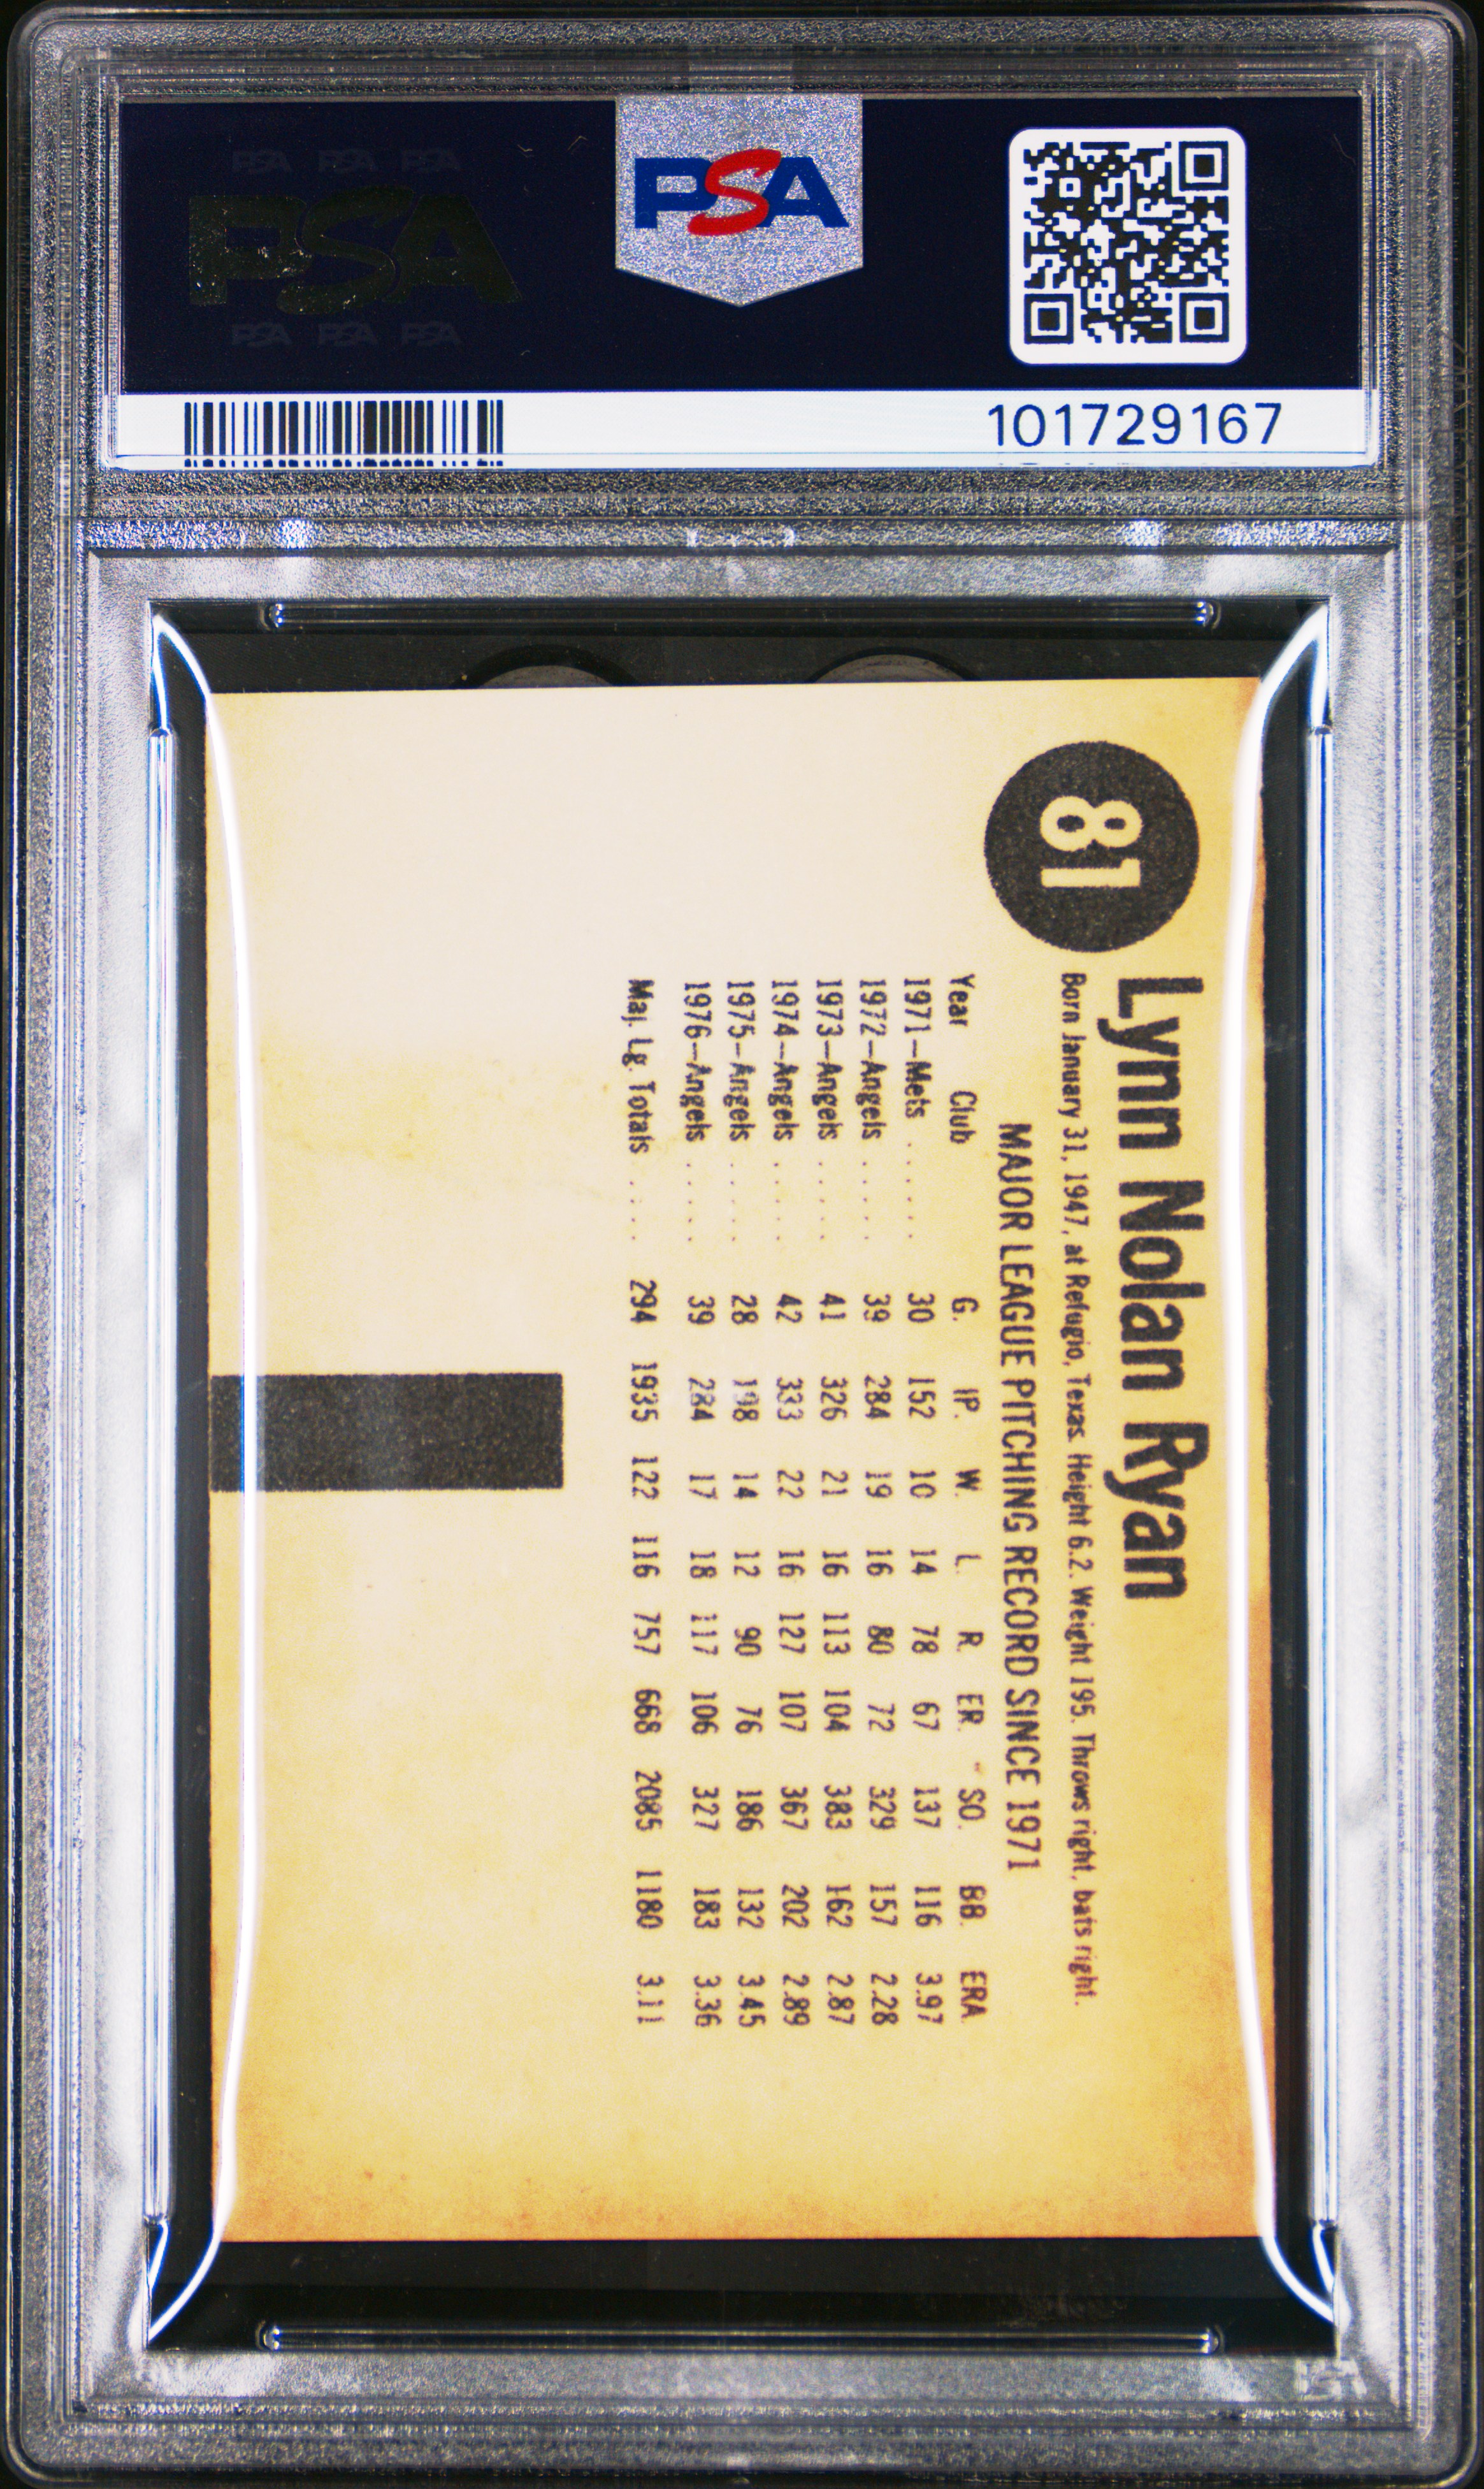 PSA PSA PSA
PSA
PSA PSA PSA
PSA
101729167
81
Lynn Nolan Ryan
Born January 31, 1947, at Refugio, Texas. Height 6.2. Weight 195. Throws right, bats right.
MAJOR LEAGUE PITCHING RECORD SINCE 1971
Year Club G. IP. W. L. R. ER. SO. BB. ERA
1971—Mets . . . . . 30 152 10 14 78 67 137 116 3.97
1972—Angels . . . . 39 284 19 16 80 72 329 157 2.28
1973—Angels . . . . 41 326 21 16 113 104 383 162 2.87
1974—Angels . . . . 42 333 22 16 127 107 367 202 2.89
1975—Angels . . . . 28 198 14 12 90 76 186 132 3.45
1976—Angels . . . . 39 284 17 18 117 106 327 183 3.36
Maj. Lg. Totals . . . . 294 1935 122 116 757 668 2085 1180 3.11